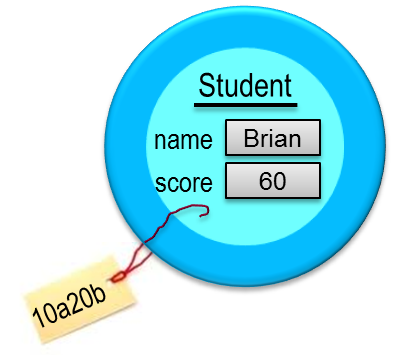 Student
name Brian
score 60
10a20b